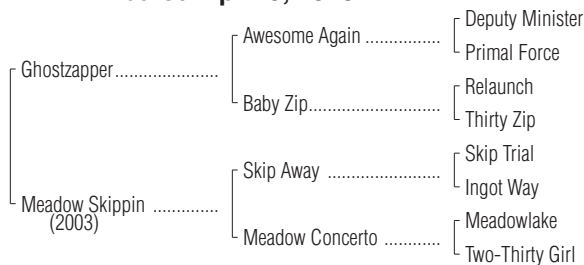 Deputy Minister
Awesome Again ................
Primal Force
Ghostzapper......................
Relaunch
Baby Zip............................
Thirty Zip
Skip Trial
Skip Away .....................
Ingot Way
Meadow Skippin ..............
(2003)
Meadowlake
Meadow Concerto ..............
Two-Thirty Girl